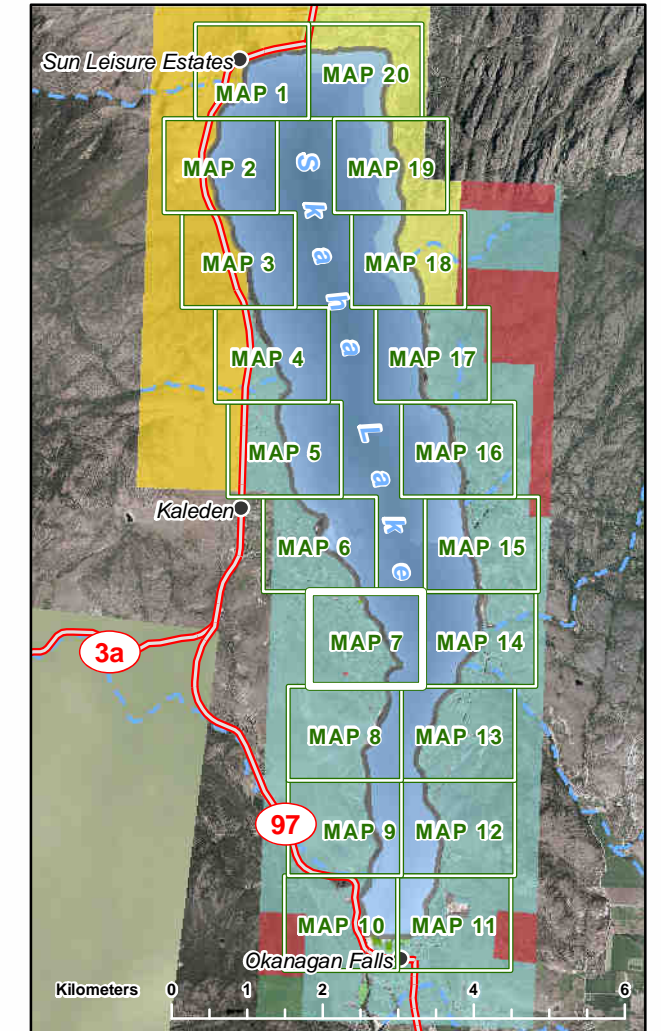 Sun Leisure Estates
MAP 1
MAP 20
MAP 2
MAP 19
MAP 3
MAP 18
MAP 4
MAP 17
MAP 5
MAP 16
Skaha Lake
Kaleden
MAP 6
MAP 15
3a
MAP 7
MAP 14
MAP 8
MAP 13
97
MAP 9
MAP 12
MAP 10
MAP 11
Okanagan Falls
Kilometers 0 1 2 4 6